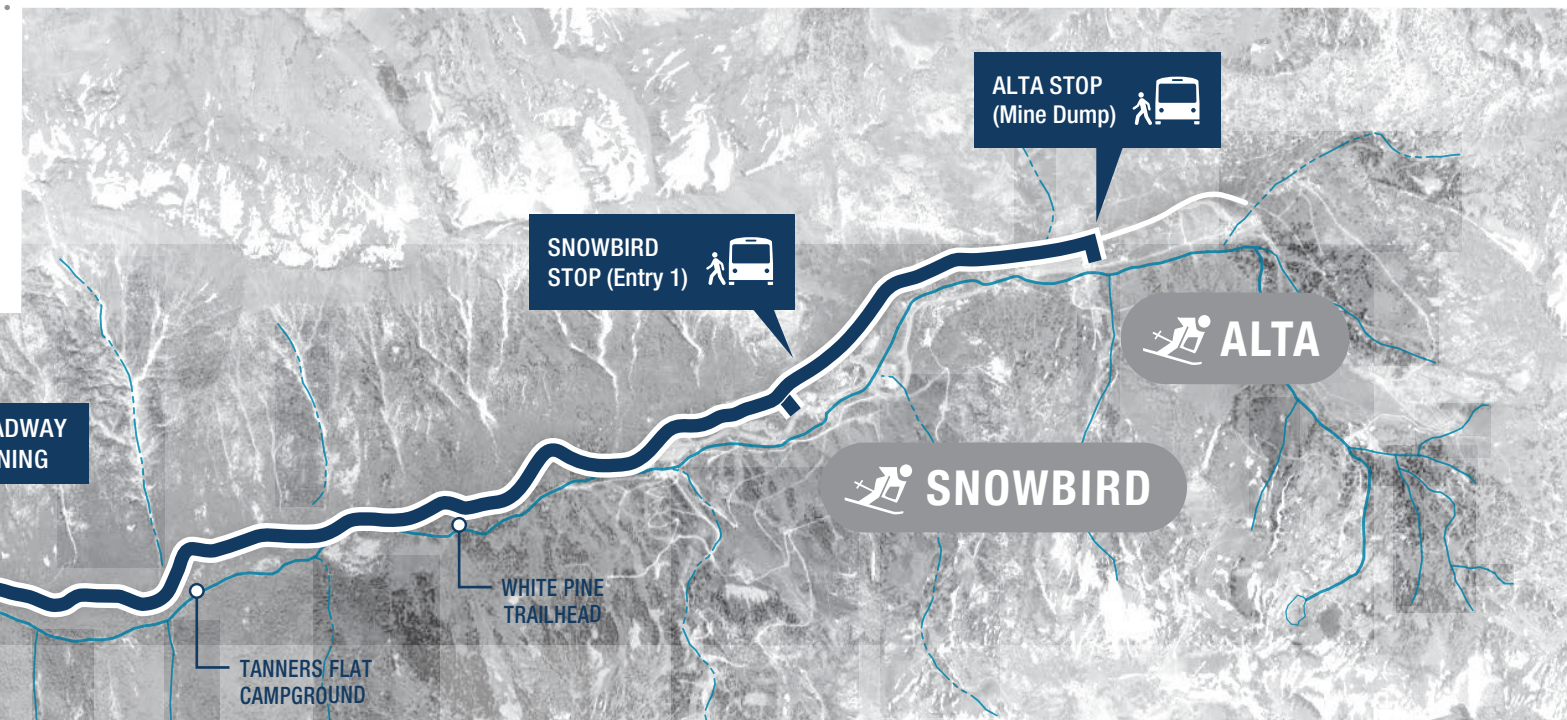 ALTA STOP
(Mine Dump)
SNOWBIRD
STOP (Entry 1)
ALTA
ADWAY
NING
SNOWBIRD
WHITE PINE
TRAILHEAD
TANNERS FLAT
CAMPGROUND